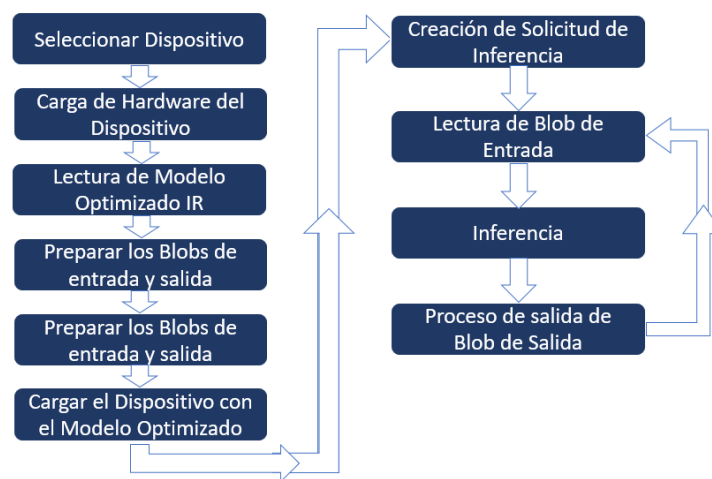 Seleccionar Dispositivo
Carga de Hardware del
Dispositivo
Lectura de Modelo
Optimizado IR
Preparar los Blobs de
entrada y salida
Preparar los Blobs de
entrada y salida
Cargar el Dispositivo con
el Modelo Optimizado
Creación de Solicitud de
Inferencia
Lectura de Blob de
Entrada
Inferencia
Proceso de salida de
Blob de Salida